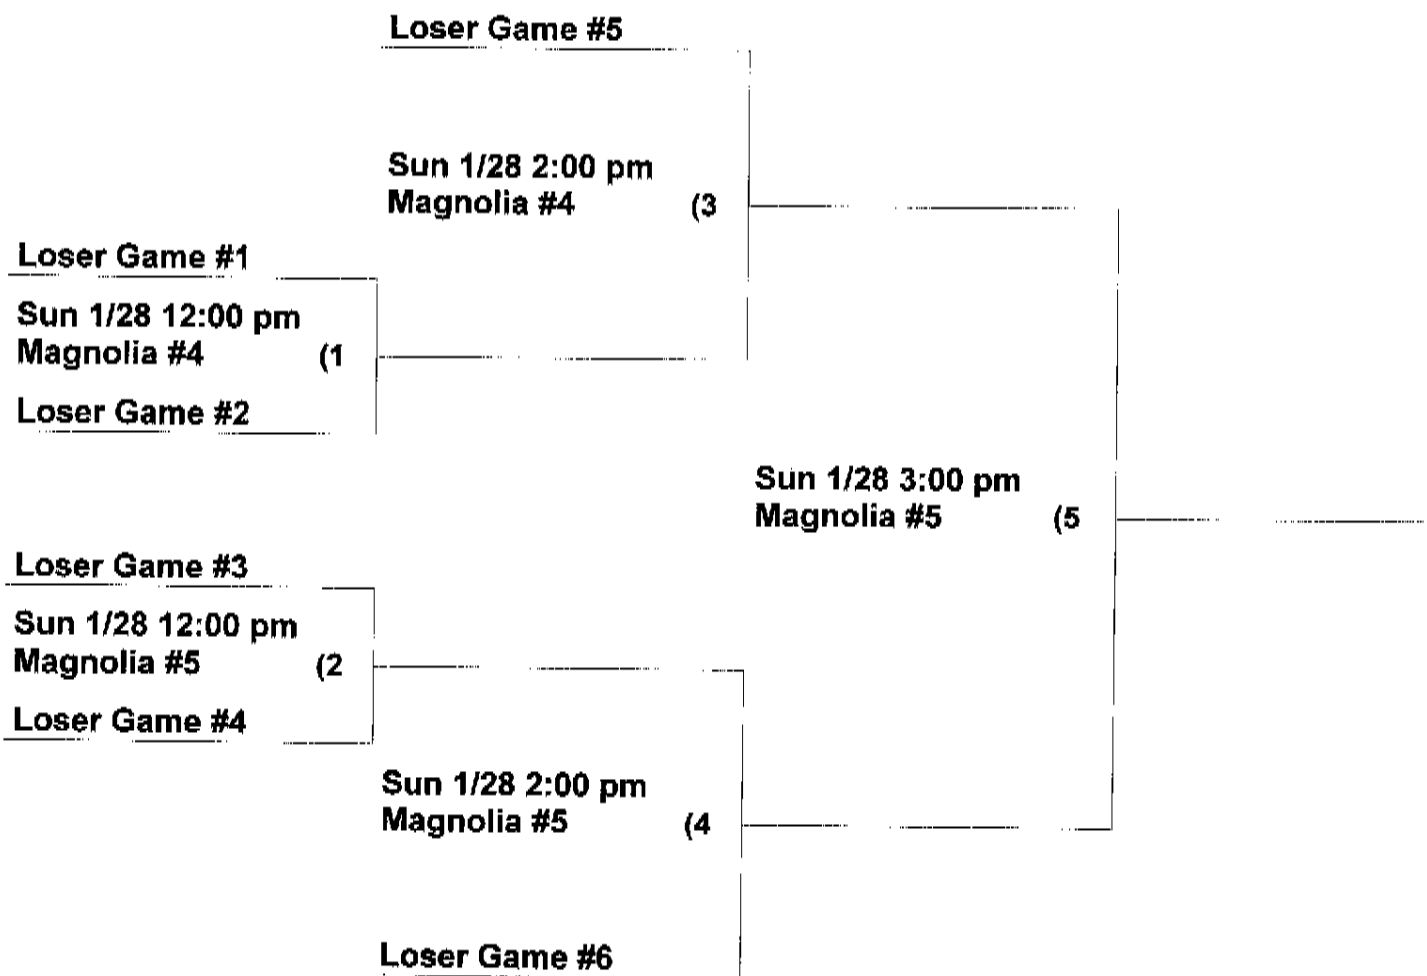 Loser Game #5
Sun 1/28 2:00 pm
Magnolia #4 (3
Loser Game #1
Sun 1/28 12:00 pm
Magnolia #4 (1
Loser Game #2
Sun 1/28 3:00 pm
Magnolia #5 (5
Loser Game #3
Sun 1/28 12:00 pm
Magnolia #5 (2
Loser Game #4
Sun 1/28 2:00 pm
Magnolia #5 (4
Loser Game #6